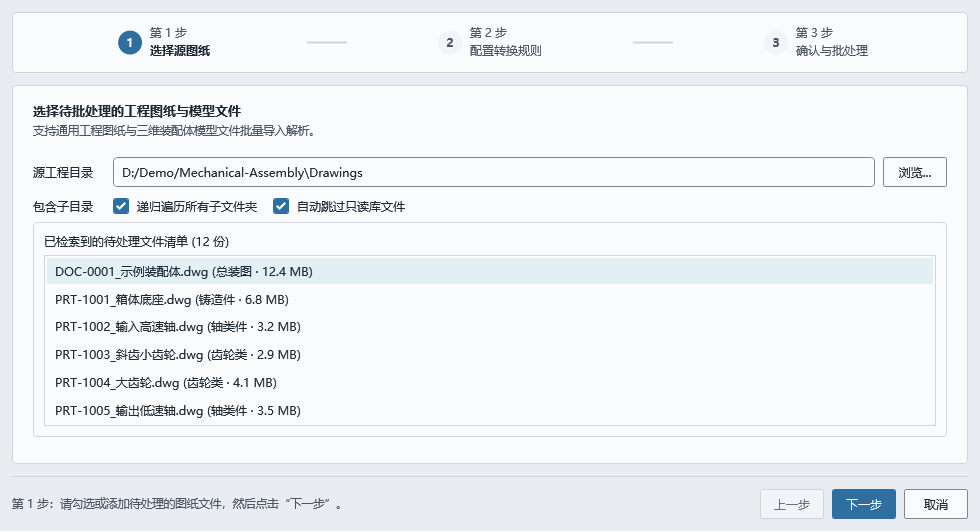 1
第 1 步
选择源图纸
2
第 2 步
配置转换规则
3
第 3 步
确认与批处理
选择待批处理的工程图纸与模型文件
支持通用工程图纸与三维装配体模型文件批量导入解析。
源工程目录 D:/Demo/Mechanical-Assembly\Drawings 浏览...
包含子目录 递归遍历所有子文件夹 自动跳过只读库文件
已检索到的待处理文件清单 (12 份)
DOC-0001_示例装配体.dwg (总装图 · 12.4 MB)
PRT-1001_箱体底座.dwg (铸造件 · 6.8 MB)
PRT-1002_输入高速轴.dwg (轴类件 · 3.2 MB)
PRT-1003_斜齿小齿轮.dwg (齿轮类 · 2.9 MB)
PRT-1004_大齿轮.dwg (齿轮类 · 4.1 MB)
PRT-1005_输出低速轴.dwg (轴类件 · 3.5 MB)
第 1 步：请勾选或添加待处理的图纸文件，然后点击“下一步”。 上一步 下一步 取消